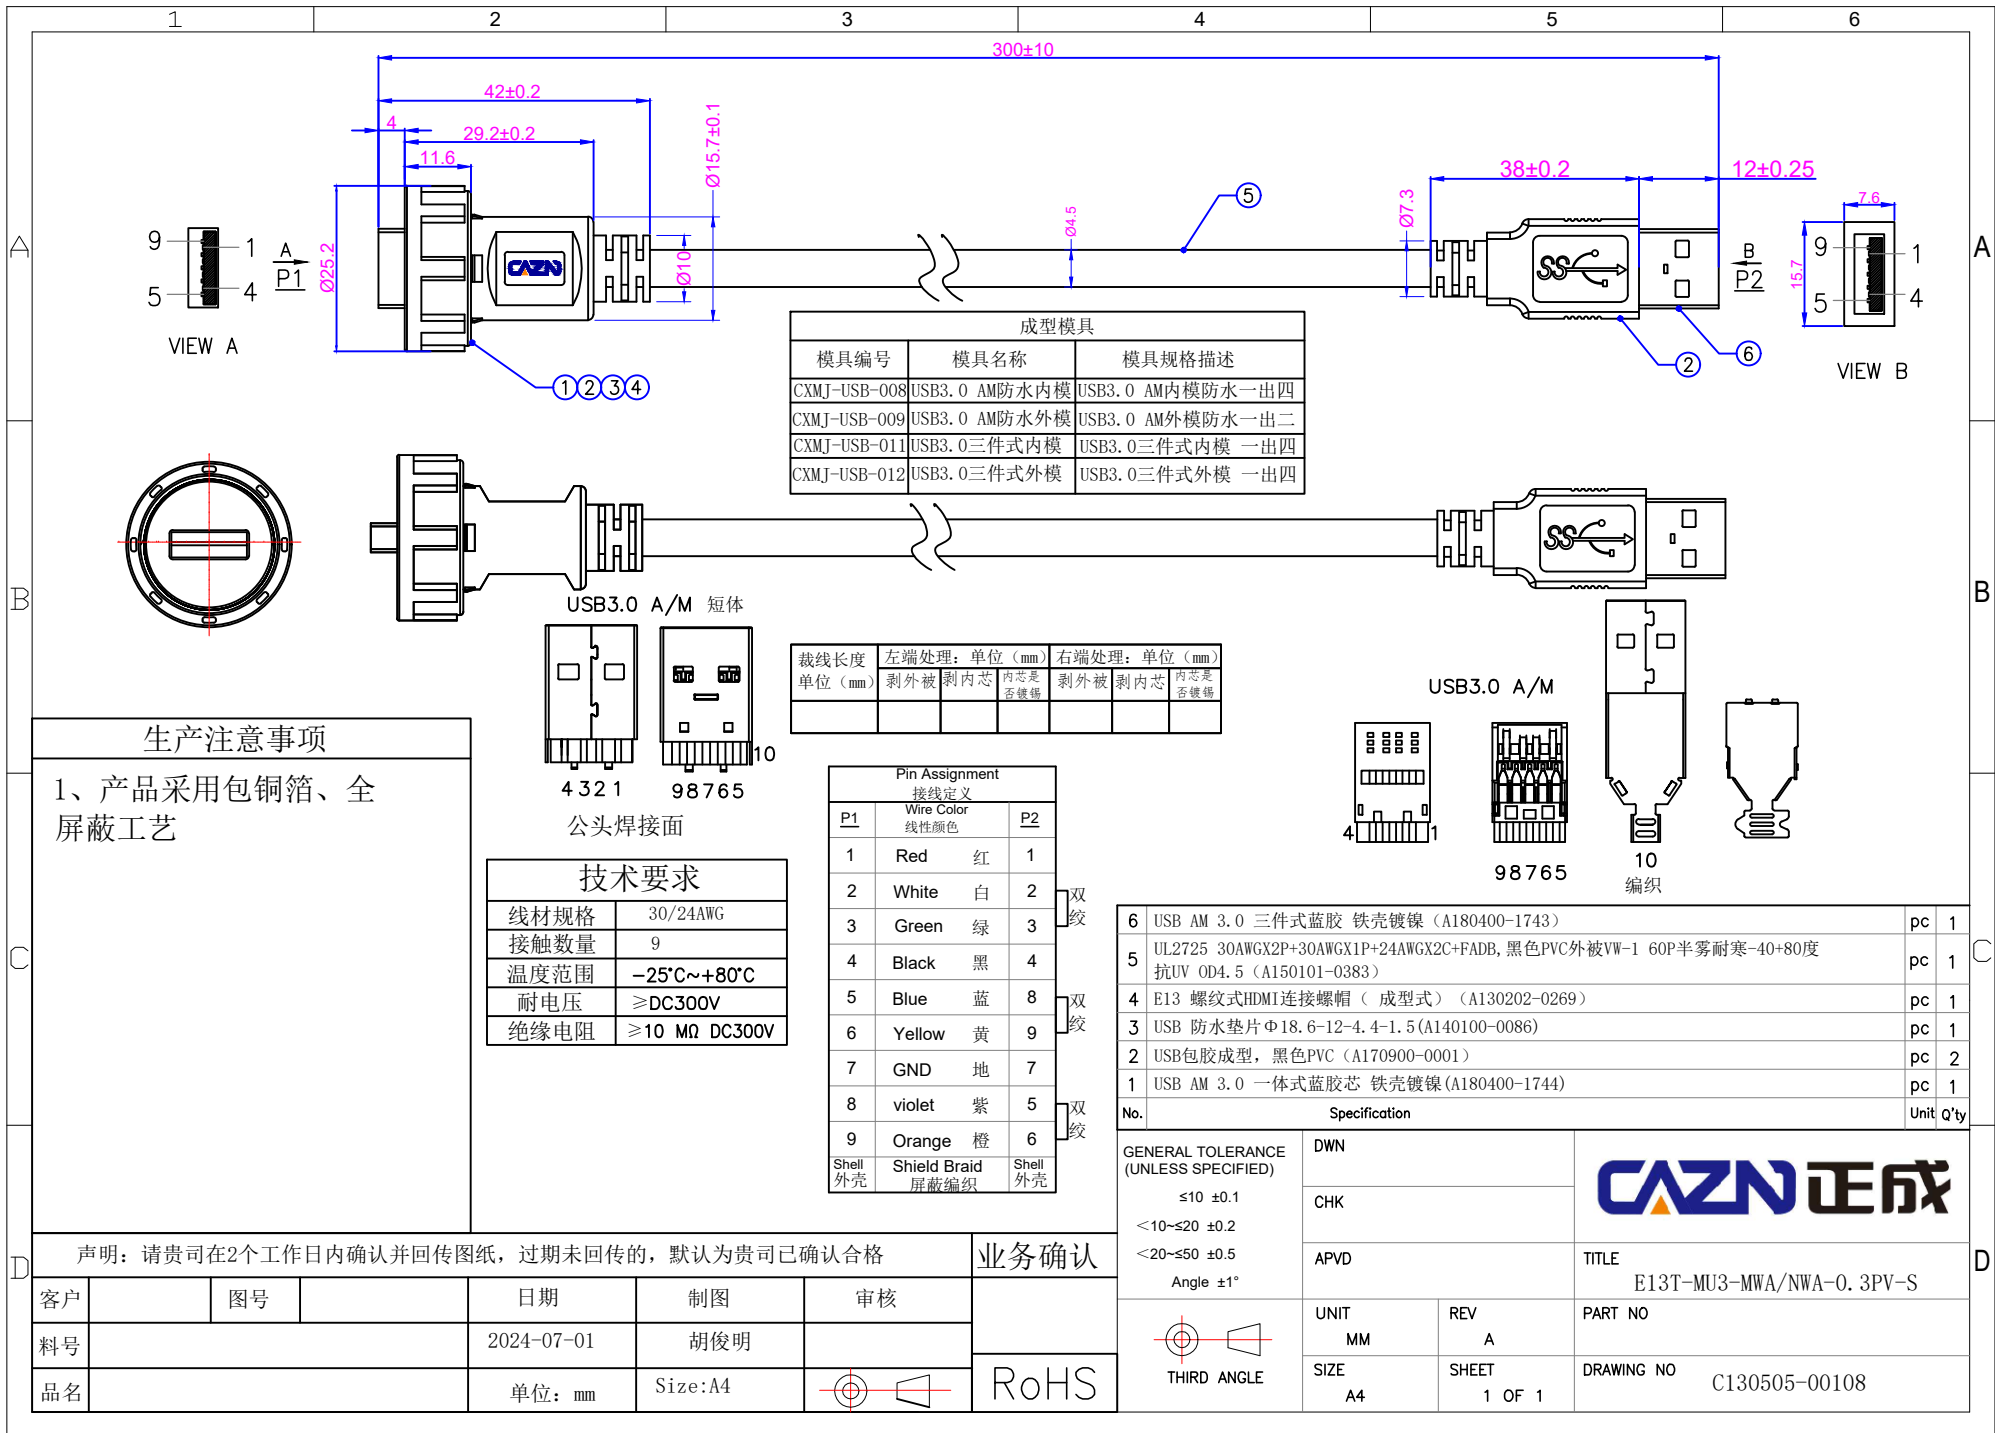 1 2 3 4 5 6
A
B
C
D
A
B
C
D
300±10
42±0.2
4
29.2±0.2
11.6
Ø15.7±0.1
Ø25.2
Ø10
Ø4.5
Ø7.3
38±0.2
12±0.25
7.6
15.7
9 1
5 4
VIEW A
A
P1
CAZN
5
1 2 3 4
SS
B
P2
9 1
5 4
VIEW B
2
6
成型模具
模具编号 模具名称 模具规格描述
CXMJ-USB-008 USB3.0 AM防水内模 USB3.0 AM内模防水一出四
CXMJ-USB-009 USB3.0 AM防水外模 USB3.0 AM外模防水一出二
CXMJ-USB-011 USB3.0三件式内模 USB3.0三件式内模 一出四
CXMJ-USB-012 USB3.0三件式外模 USB3.0三件式外模 一出四
SS
USB3.0 A/M 短体
4321
98765
10
公头焊接面
裁线长度
单位（mm）
左端处理：单位（mm） 右端处理：单位（mm）
剥外被 剥内芯 内芯是否镀锡 剥外被 剥内芯 内芯是否镀锡
USB3.0 A/M
4 1
98765
10
编织
生产注意事项
1、产品采用包铜箔、全
屏蔽工艺
技术要求
线材规格 30/24AWG
接触数量 9
温度范围 -25°C~+80°C
耐电压 ≥DC300V
绝缘电阻 ≥10 MΩ DC300V
Pin Assignment
接线定义
P1 Wire Color 线性颜色 P2
1 Red 红 1
2 White 白 2
3 Green 绿 3
4 Black 黑 4
5 Blue 蓝 8
6 Yellow 黄 9
7 GND 地 7
8 violet 紫 5
9 Orange 橙 6
Shell 外壳 Shield Braid 屏蔽编织 Shell 外壳
双绞
双绞
双绞
6 USB AM 3.0 三件式蓝胶 铁壳镀镍（A180400-1743） pc 1
5 UL2725 30AWGX2P+30AWGX1P+24AWGX2C+FADB,黑色PVC外被VW-1 60P半雾耐寒-40+80度
抗UV OD4.5（A150101-0383） pc 1
4 E13 螺纹式HDMI连接螺帽（ 成型式）（A130202-0269） pc 1
3 USB 防水垫片Φ18.6-12-4.4-1.5(A140100-0086) pc 1
2 USB包胶成型，黑色PVC（A170900-0001） pc 2
1 USB AM 3.0 一体式蓝胶芯 铁壳镀镍(A180400-1744) pc 1
No. Specification Unit Q'ty
GENERAL TOLERANCE
(UNLESS SPECIFIED)
≤10 ±0.1
<10~≤20 ±0.2
<20~≤50 ±0.5
Angle ±1°
THIRD ANGLE
DWN
CHK
APVD
CAZN正成
TITLE
E13T-MU3-MWA/NWA-0.3PV-S
UNIT
MM
REV
A
PART NO
SIZE
A4
SHEET
1 OF 1
DRAWING NO C130505-00108
声明：请贵司在2个工作日内确认并回传图纸，过期未回传的，默认为贵司已确认合格
业务确认
客户 图号 日期 制图 审核
料号 2024-07-01 胡俊明
品名 单位：mm Size:A4
RoHS